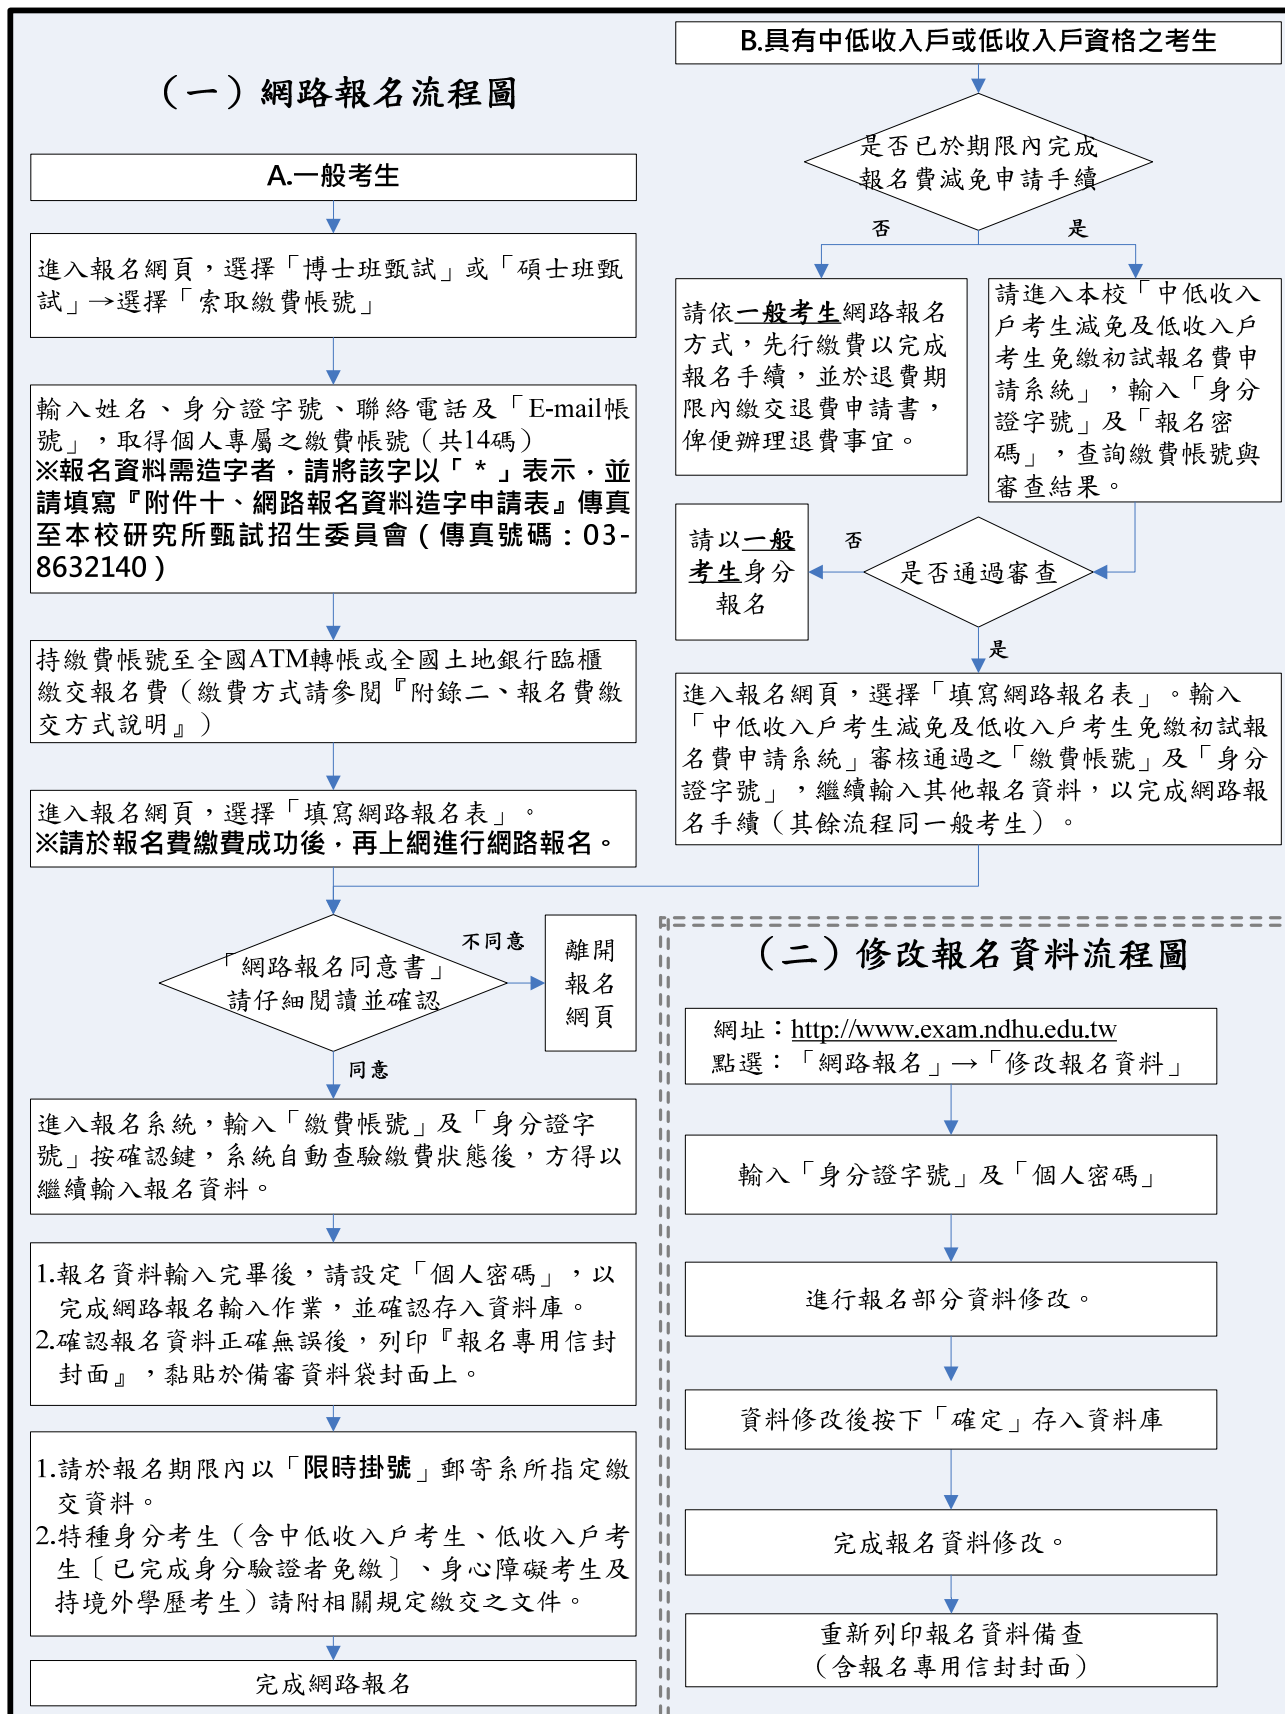 （一）網路報名流程圖
A.一般考生
進入報名網頁，選擇「博士班甄試」或「碩士班甄
試」→選擇「索取繳費帳號」
輸入姓名、身分證字號、聯絡電話及「E-mail帳
號」，取得個人專屬之繳費帳號（共14碼）
※報名資料需造字者，請將該字以「 * 」表示，並
請填寫『附件十、網路報名資料造字申請表』傳真
至本校研究所甄試招生委員會（傳真號碼：03-
8632140）
持繳費帳號至全國ATM轉帳或全國土地銀行臨櫃
繳交報名費（繳費方式請參閱『附錄二、報名費繳
交方式說明』）
進入報名網頁，選擇「填寫網路報名表」。
※請於報名費繳費成功後，再上網進行網路報名。
「網路報名同意書」
請仔細閱讀並確認
不同意
離開
報名
網頁
同意
進入報名系統，輸入「繳費帳號」及「身分證字
號」按確認鍵，系統自動查驗繳費狀態後，方得以
繼續輸入報名資料。
1.報名資料輸入完畢後，請設定「個人密碼」，以
完成網路報名輸入作業，並確認存入資料庫。
2.確認報名資料正確無誤後，列印『報名專用信封
封面』，黏貼於備審資料袋封面上。
1.請於報名期限內以「限時掛號」郵寄系所指定繳
交資料。
2.特種身分考生（含中低收入戶考生、低收入戶考
生〔已完成身分驗證者免繳〕、身心障礙考生及
持境外學歷考生）請附相關規定繳交之文件。
完成網路報名
B.具有中低收入戶或低收入戶資格之考生
是否已於期限內完成
報名費減免申請手續
否
是
請依一般考生網路報名
方式，先行繳費以完成
報名手續，並於退費期
限內繳交退費申請書，
俾便辦理退費事宜。
請進入本校「中低收入
戶考生減免及低收入戶
考生免繳初試報名費申
請系統」，輸入「身分
證字號」及「報名密
碼」，查詢繳費帳號與
審查結果。
是否通過審查
否
請以一般
考生身分
報名
是
進入報名網頁，選擇「填寫網路報名表」。輸入
「中低收入戶考生減免及低收入戶考生免繳初試報
名費申請系統」審核通過之「繳費帳號」及「身分
證字號」，繼續輸入其他報名資料，以完成網路報
名手續（其餘流程同一般考生）。
（二）修改報名資料流程圖
網址：http://www.exam.ndhu.edu.tw
點選：「網路報名」→「修改報名資料」
輸入「身分證字號」及「個人密碼」
進行報名部分資料修改。
資料修改後按下「確定」存入資料庫
完成報名資料修改。
重新列印報名資料備查
（含報名專用信封封面）